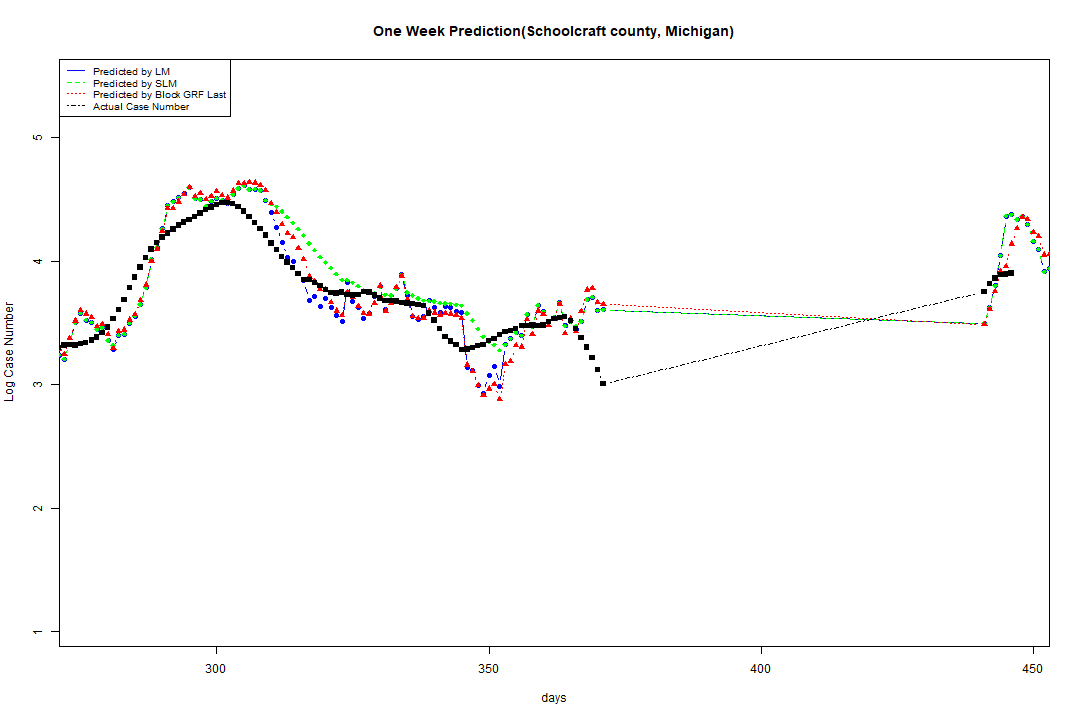 One Week Prediction(Schoolcraft county, Michigan)
Predicted by LM
Predicted by SLM
Predicted by Block GRF Last
Actual Case Number
5
4
3
2
1
Log Case Number
300
350
400
450
days